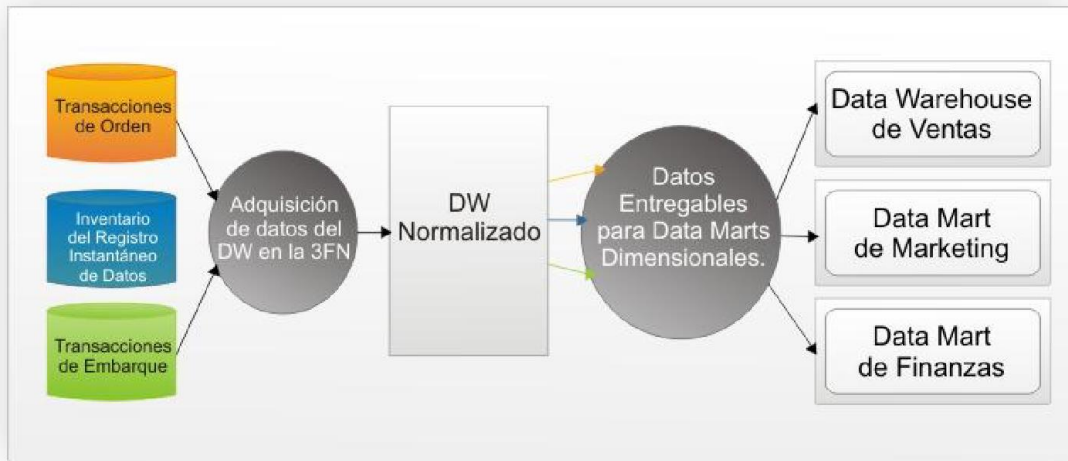 Transacciones
de Orden
Inventario
del Registro
Instantáneo
de Datos
Transacciones
de Embarque
Adquisición
de datos del
DW en la 3FN
DW
Normalizado
Datos
Entregables
para Data Marts
Dimensionales.
Data Warehouse
de Ventas
Data Mart
de Marketing
Data Mart
de Finanzas